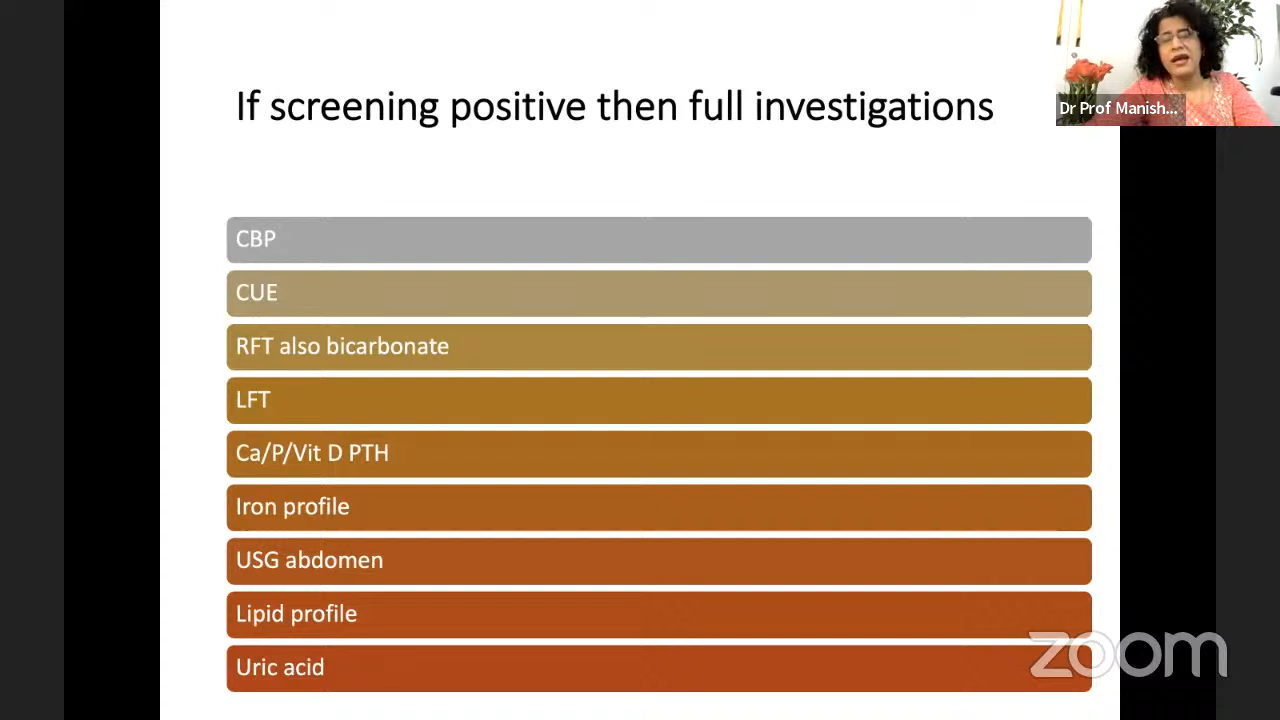 If screening positive then full investigations
Dr Prof Manish...
CBP
CUE
RFT also bicarbonate
LFT
Ca/P/Vit D PTH
Iron profile
USG abdomen
Lipid profile
Uric acid
zoom